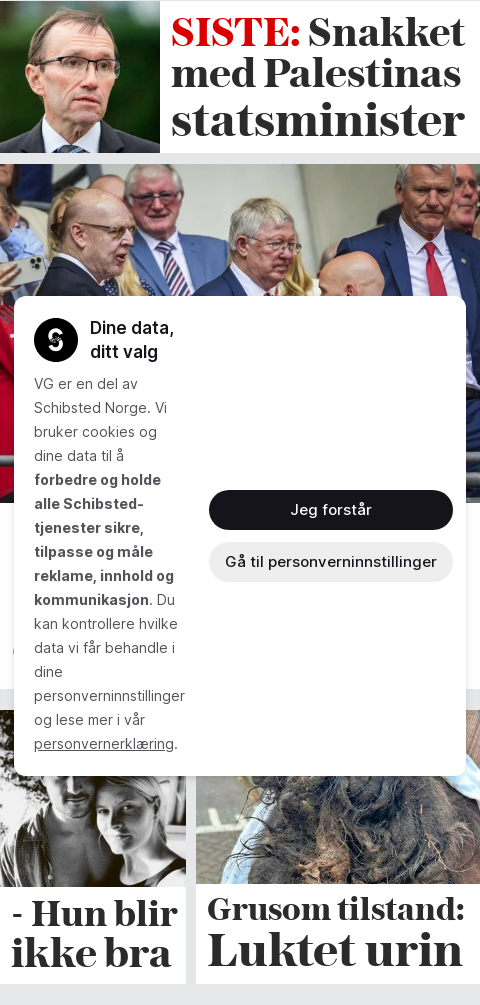 SISTE: Snakket
med Palestinas
statsminister
Dine data,
ditt valg
VG er en del av
Schibsted Norge. Vi
bruker cookies og
dine data til å
forbedre og holde
alle Schibsted-
tjenester sikre,
tilpasse og måle
reklame, innhold og
kommunikasjon. Du
kan kontrollere hvilke
data vi får behandle i
dine
personverninnstillinger
og lese mer i vår
personvernerklæring.
Jeg forstår
Gå til personverninnstillinger
- Hun blir
ikke bra
Grusom tilstand:
Luktet urin